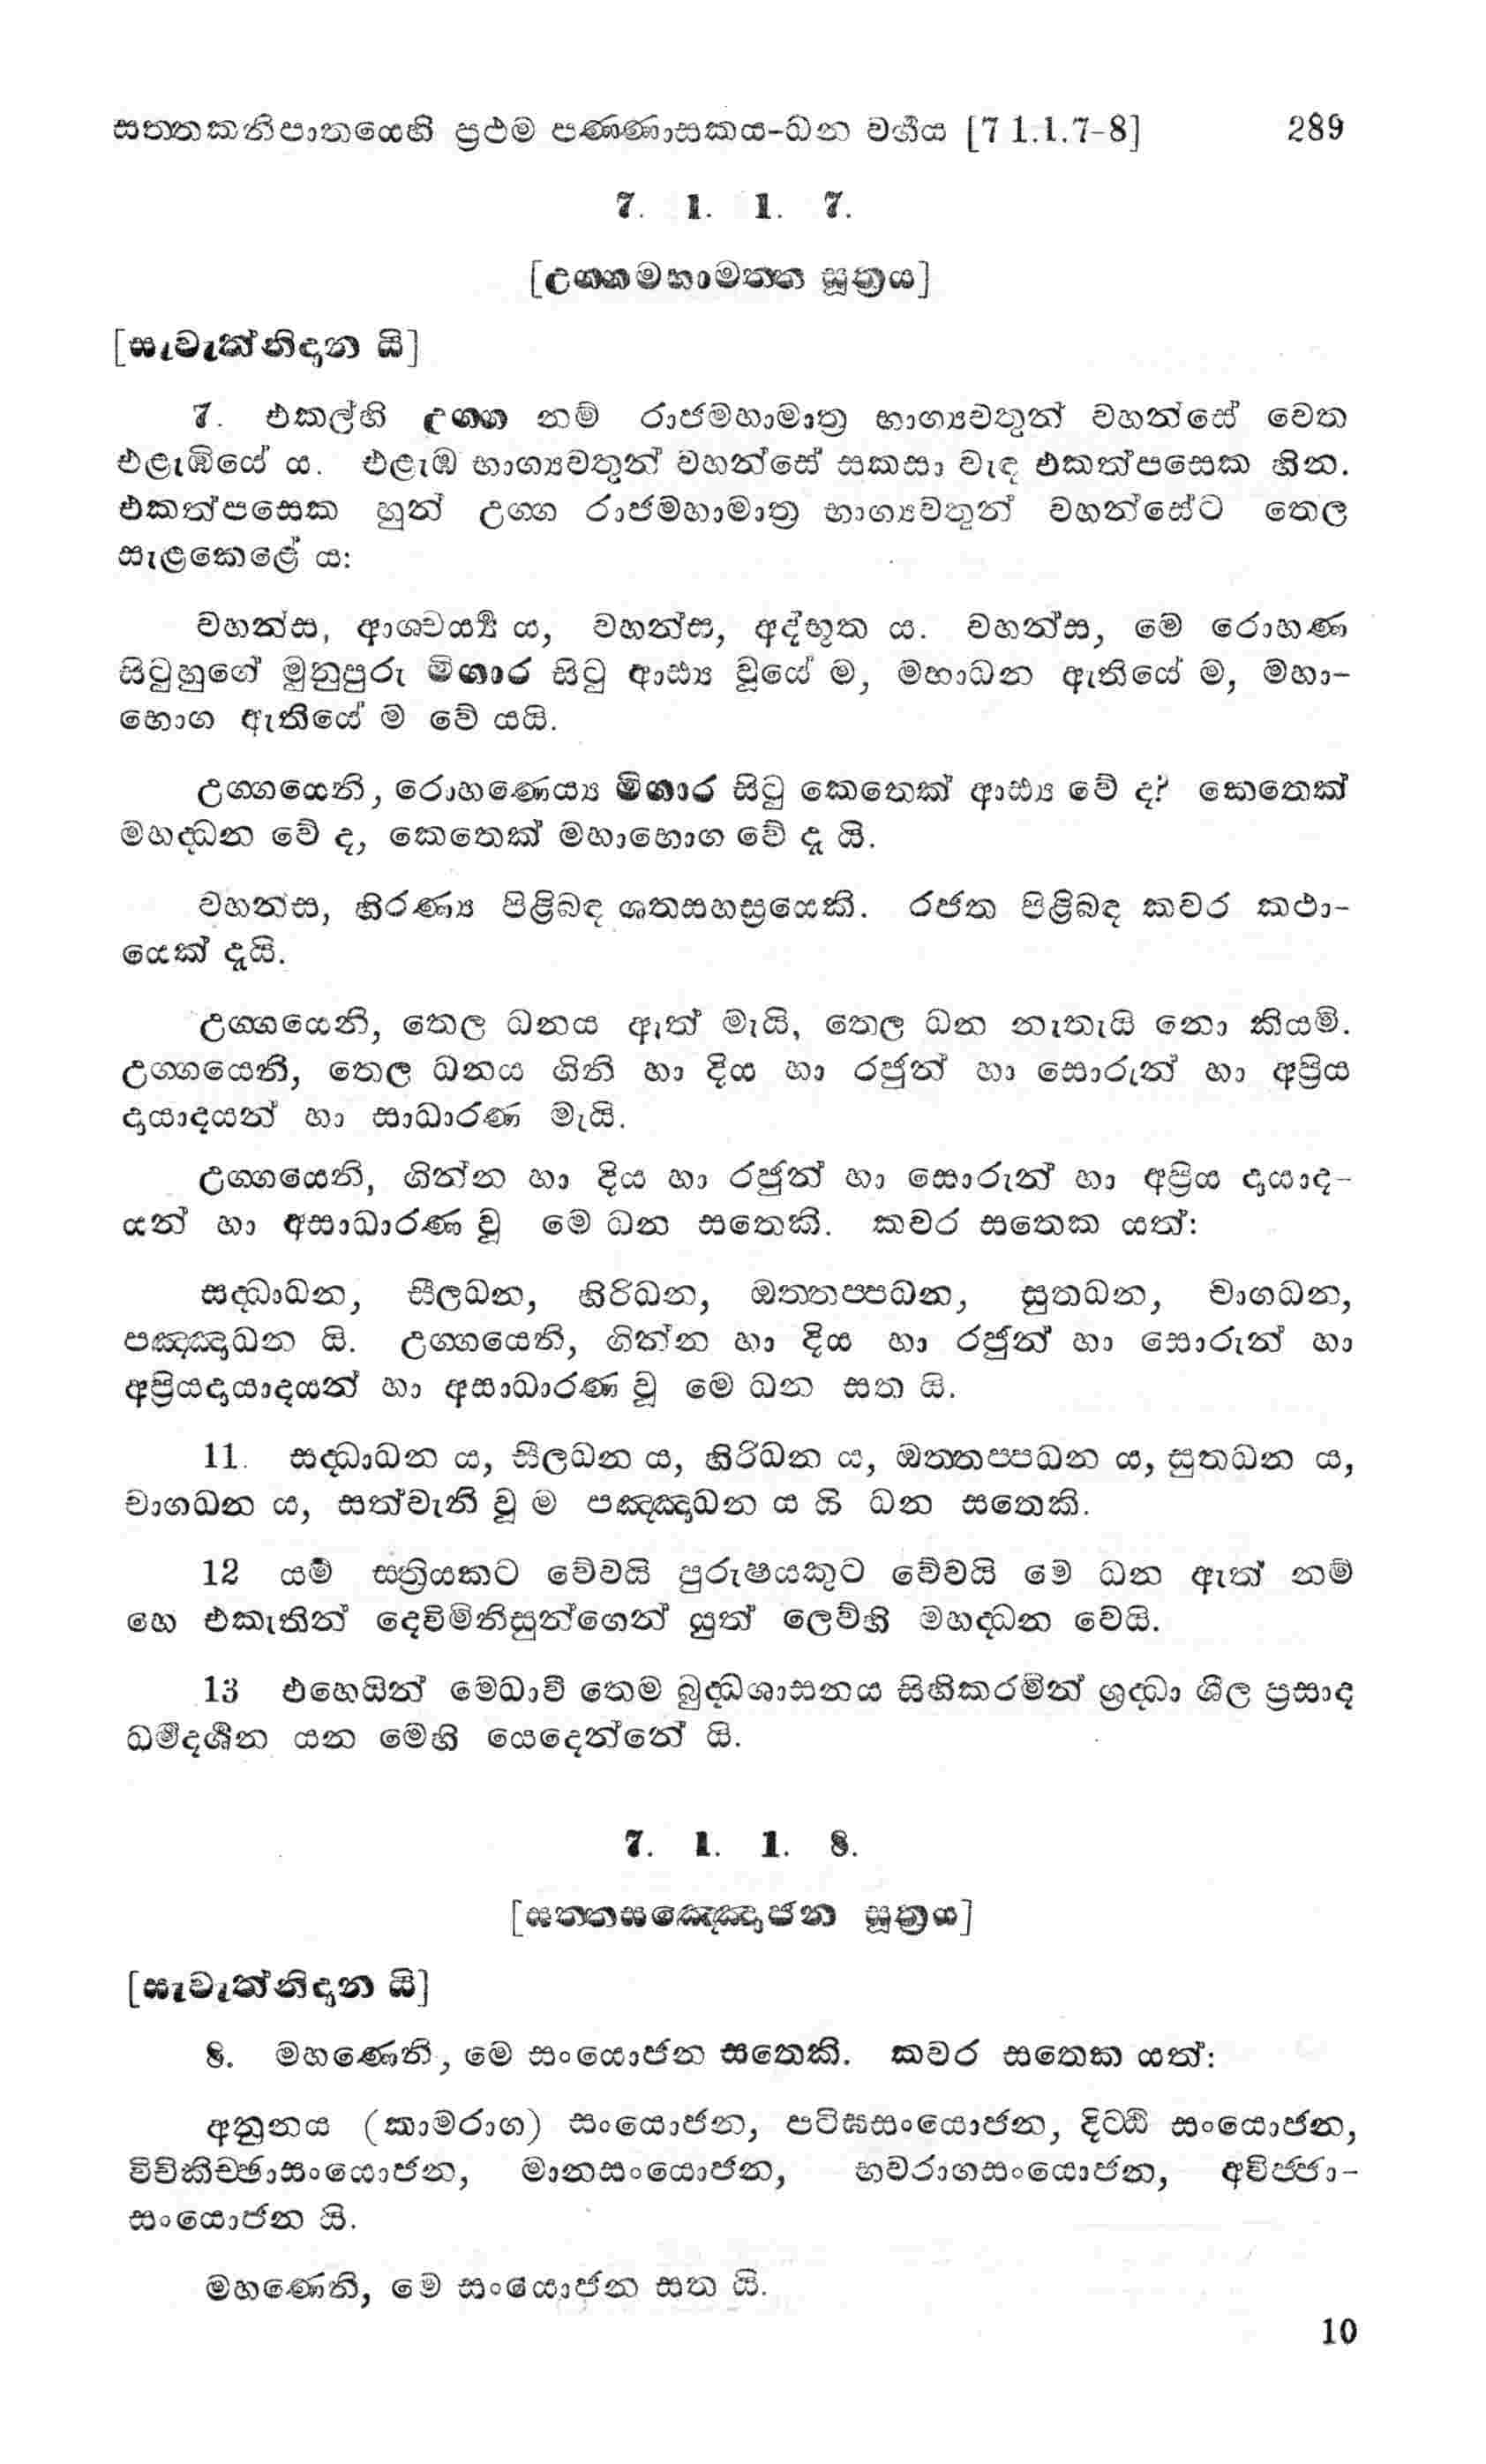 සත්තකනිපාතයෙහි ප්‍රථම පණ්ණාසකය-ධන වර්ගය [7 1.1.7-8] 289
7. 1. 1. 7.
[උග්ගමහාමත්ත සූත්‍රය]
[සැවැත්නිදාන යි]
7. එකල්හි උග්ග නම් රාජමහාමාත්‍ර භාග්‍යවතුන් වහන්සේ වෙත
එළැඹියේ ය. එළැඹ භාග්‍යවතුන් වහන්සේ සකසා වැඳ එකත්පසෙක හින.
එකත්පසෙක හුන් උග්ග රාජමහාමාත්‍ර භාග්‍යවතුන් වහන්සේට තෙල
සැළකෙළේ ය:
වහන්ස, ආශ්චර්‍ය්‍ය ය, වහන්ස, අද්භූත ය. වහන්ස, මේ රොහණ
සිටුහුගේ මුනුපුරු මිගාර සිටු ආඪ්‍ය වූයේ ම, මහාධන ඇතියේ ම, මහා-
භොග ඇතියේ ම වේ යයි.
උග්ගයෙනි, රොහණෙය්‍ය මිගාර සිටු කෙතෙක් ආඪ්‍ය වේ ද? කෙතෙක්
මහද්ධන වේ ද, කෙතෙක් මහාභොග වේ දැ යි.
වහන්ස, හිරණ්‍ය පිළිබඳ ශතසහස්‍රයෙකි. රජත පිළිබඳ කවර කථා-
යෙක් දැයි.
උග්ගයෙනි, තෙල ධනය ඇත් මැයි, තෙල ධන නැතැයි නො කියමි.
උග්ගයෙනි, තෙල ධනය ගිනි හා දිය හා රජුන් හා සොරුන් හා අප්‍රිය
දායාදයන් හා සාධාරණ මැයි.
උග්ගයෙනි, ගින්න හා දිය හා රජුන් හා සොරුන් හා අප්‍රිය දායාද-
යන් හා අසාධාරණ වූ මේ ධන සතෙකි. කවර සතෙක යත්:
සද්ධාධන, සීලධන, හිරිධන, ඔත්තප්පධන, සුතධන, චාගධන,
පඤ්ඤාධන යි. උග්ගයෙනි, ගින්න හා දිය හා රජුන් හා සොරුන් හා
අප්‍රියදායාදයන් හා අසාධාරණ වූ මේ ධන සත යි.
11. සද්ධාධන ය, සීලධන ය, හිරිධන ය, ඔත්තප්පධන ය, සුතධන ය,
චාගධන ය, සත්වැනි වූ ම පඤ්ඤාධන ය යි ධන සතෙකි.
12 යම් ස්ත්‍රියකට වේවයි පුරුෂයකුට වේවයි මේ ධන ඇත් නම්
හෙ එකැතින් දෙවිමිනිසුන්ගෙන් යුත් ලෙව්හි මහද්ධන වෙයි.
13 එහෙයින් මෙධාවී තෙම බුද්ධශාසනය සිහිකරමින් ශ්‍රද්ධා ශීල ප්‍රසාද
ධර්මදර්ශන යන මෙහි යෙදෙන්නේ යි.
7. 1. 1. 8.
[සත්තසඤ්ඤොජන සූත්‍රය]
[සැවැත්නිදාන යි]
8. මහණෙනි, මේ සංයොජන සතෙකි. කවර සතෙක යත්:
අනුනය (කාමරාග) සංයොජන, පටිඝසංයොජන, දිට්ඨි සංයොජන,
විචිකිච්ඡාසංයොජන, මානසංයොජන, භවරාගසංයොජන, අවිජ්ජා-
සංයොජන යි.
මහණෙනි, මේ සංයොජන සත යි.
10